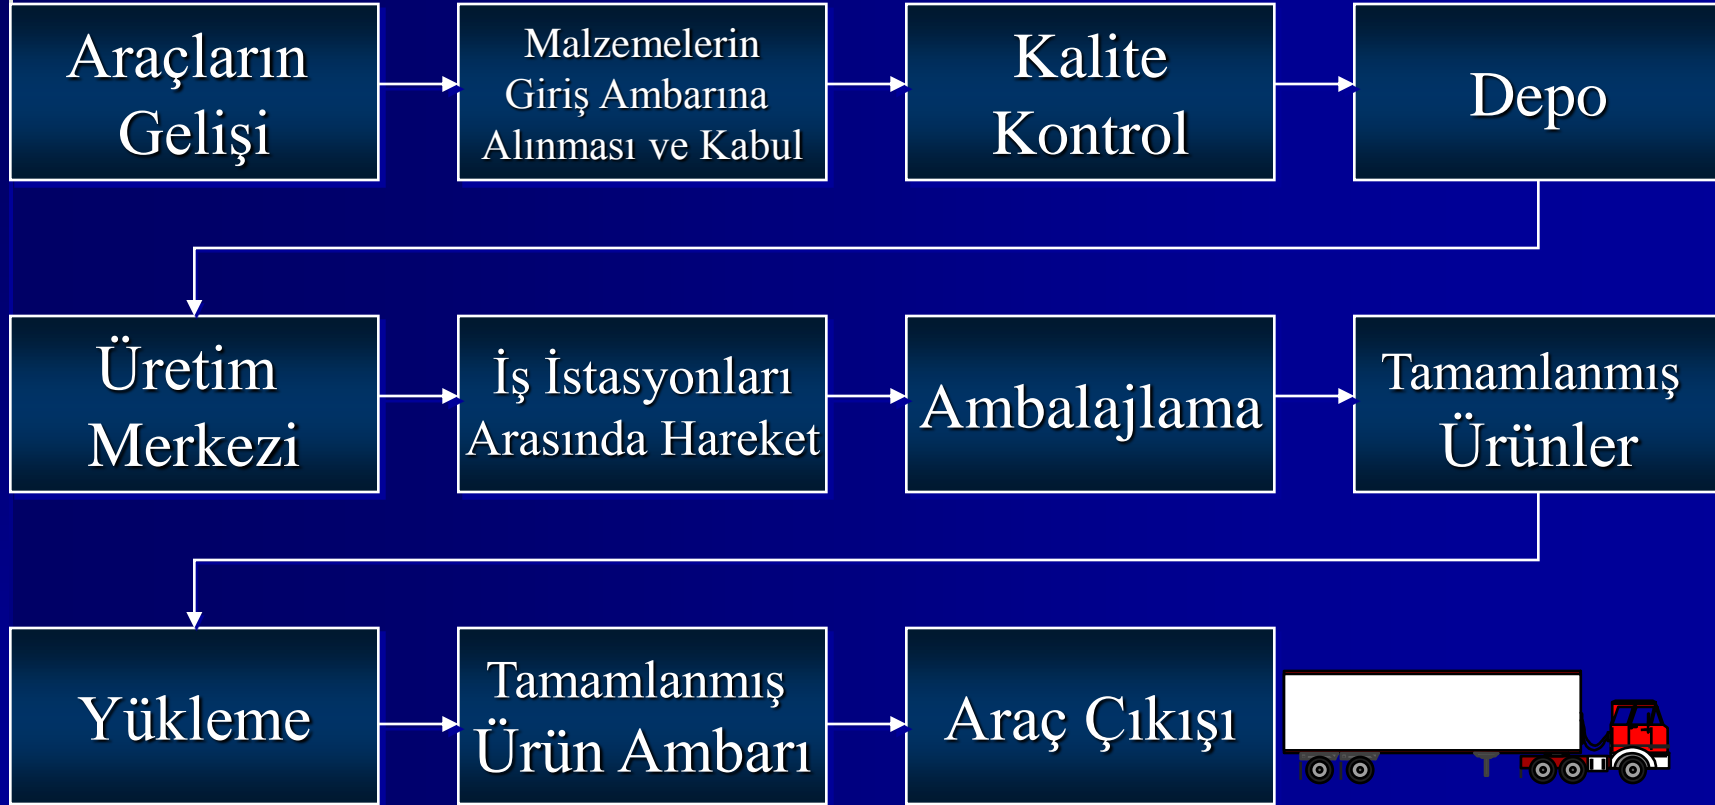 Araçların
Gelişi
Malzemelerin
Giriş Ambarına
Alınması ve Kabul
Kalite
Kontrol
Depo
Üretim
Merkezi
İş İstasyonları
Arasında Hareket
Ambalajlama
Tamamlanmış
Ürünler
Yükleme
Tamamlanmış
Ürün Ambarı
Araç Çıkışı